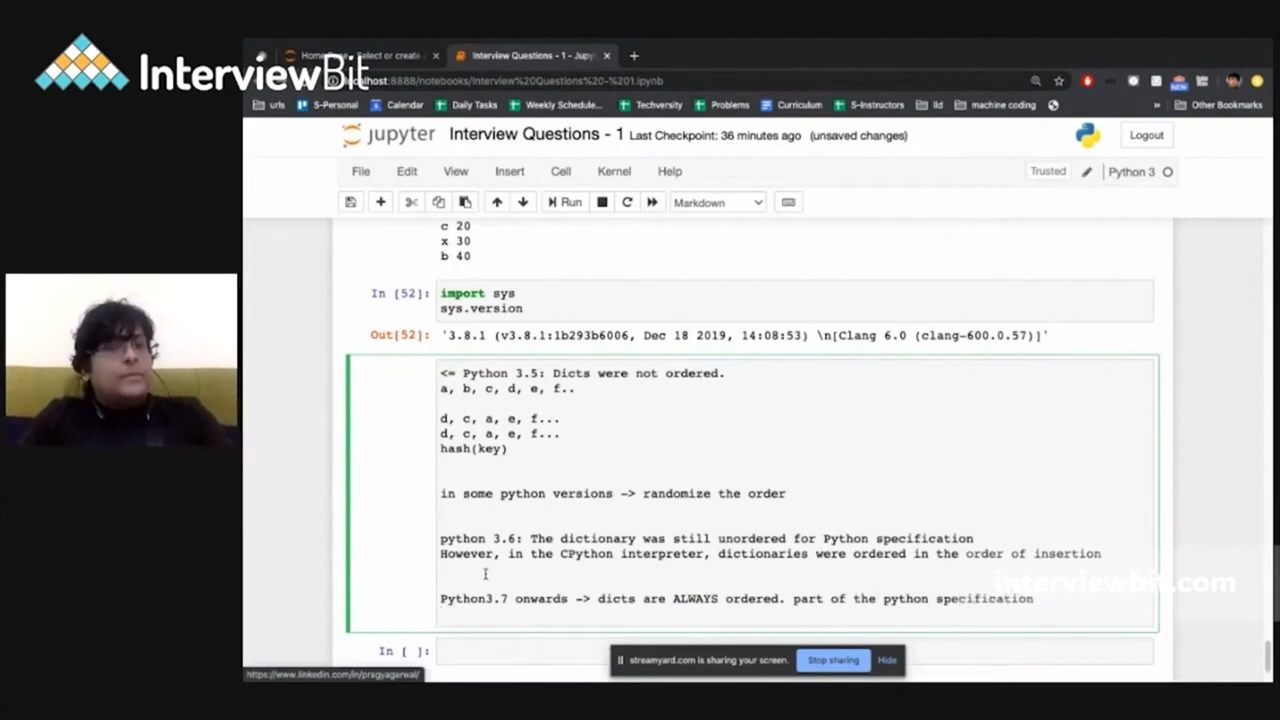 InterviewBit
Home Page - Select or create
Interview Questions - 1 - Jupy
localhost:8888/notebooks/Interview%20Questions%20-%201.ipynb
urls
S-Personal
Calendar
Daily Tasks
Weekly Schedule...
Techversity
Problems
Curriculum
S-Instructors
lld
machine coding
»
Other Bookmarks
NEW
jupyter Interview Questions - 1 Last Checkpoint: 36 minutes ago (unsaved changes)
Logout
File Edit View Insert Cell Kernel Help
Trusted
Python 3
Run
Markdown
c 20
x 30
b 40
In [52]: import sys
sys.version
Out[52]: '3.8.1 (v3.8.1:1b293b6006, Dec 18 2019, 14:08:53) \n[Clang 6.0 (clang-600.0.57)]'
<= Python 3.5: Dicts were not ordered.
a, b, c, d, e, f..
d, c, a, e, f...
d, c, a, e, f...
hash(key)
in some python versions -> randomize the order
python 3.6: The dictionary was still unordered for Python specification
However, in the CPython interpreter, dictionaries were ordered in the order of insertion
interviewbit.com
Python3.7 onwards -> dicts are ALWAYS ordered. part of the python specification
In [ ]:
streamyard.com is sharing your screen.
Stop sharing
Hide
https://www.linkedin.com/in/pragyagarwal/